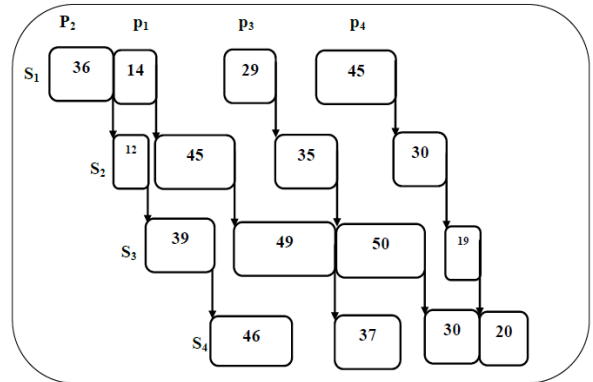 P₂ p₁ p₃ p₄
S₁ 36 14 29 45
S₂ 12 45 35 30
S₃ 39 49 50 19
S₄ 46 37 30 20